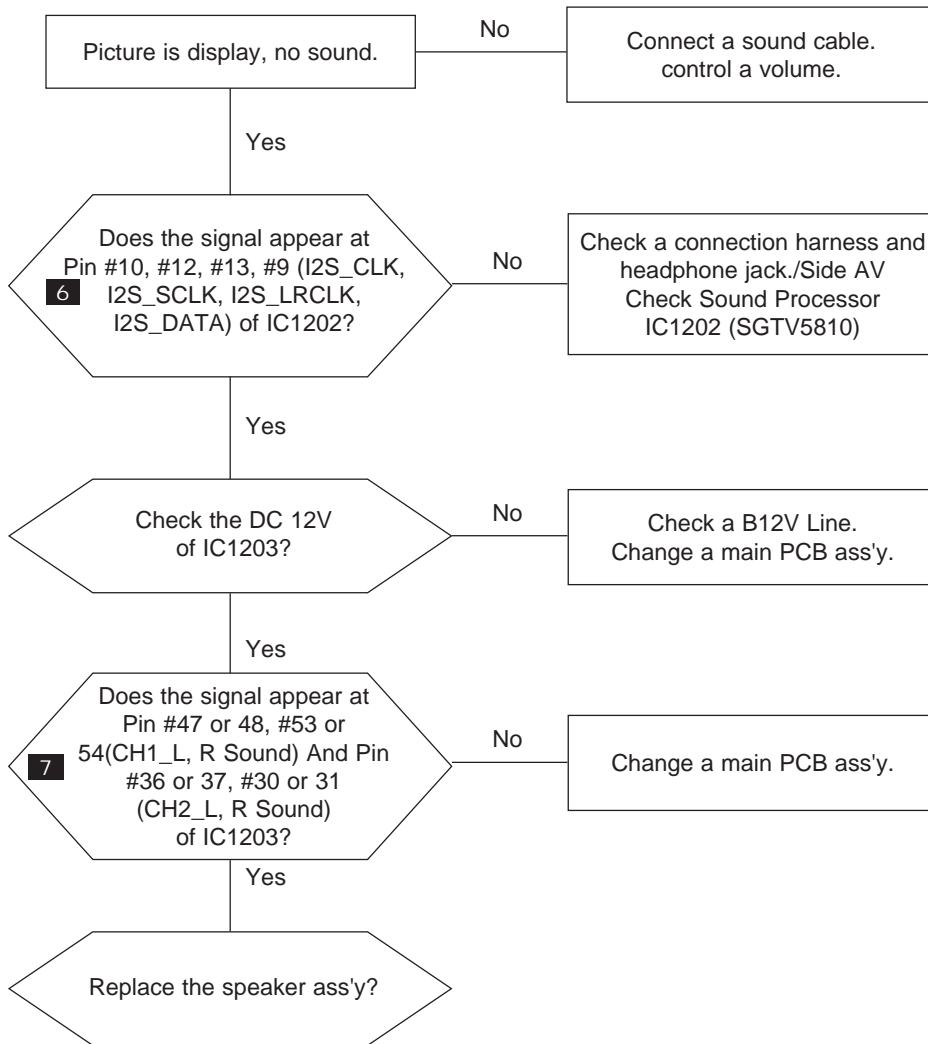 Picture is display, no sound.
No
Connect a sound cable.
control a volume.
Yes
Does the signal appear at
Pin #10, #12, #13, #9 (I2S_CLK,
I2S_SCLK, I2S_LRCLK,
I2S_DATA) of IC1202?
6
No
Check a connection harness and
headphone jack./Side AV
Check Sound Processor
IC1202 (SGTV5810)
Yes
Check the DC 12V
of IC1203?
No
Check a B12V Line.
Change a main PCB ass'y.
Yes
Does the signal appear at
Pin #47 or 48, #53 or
54(CH1_L, R Sound) And Pin
#36 or 37, #30 or 31
(CH2_L, R Sound)
of IC1203?
7
No
Change a main PCB ass'y.
Yes
Replace the speaker ass'y?